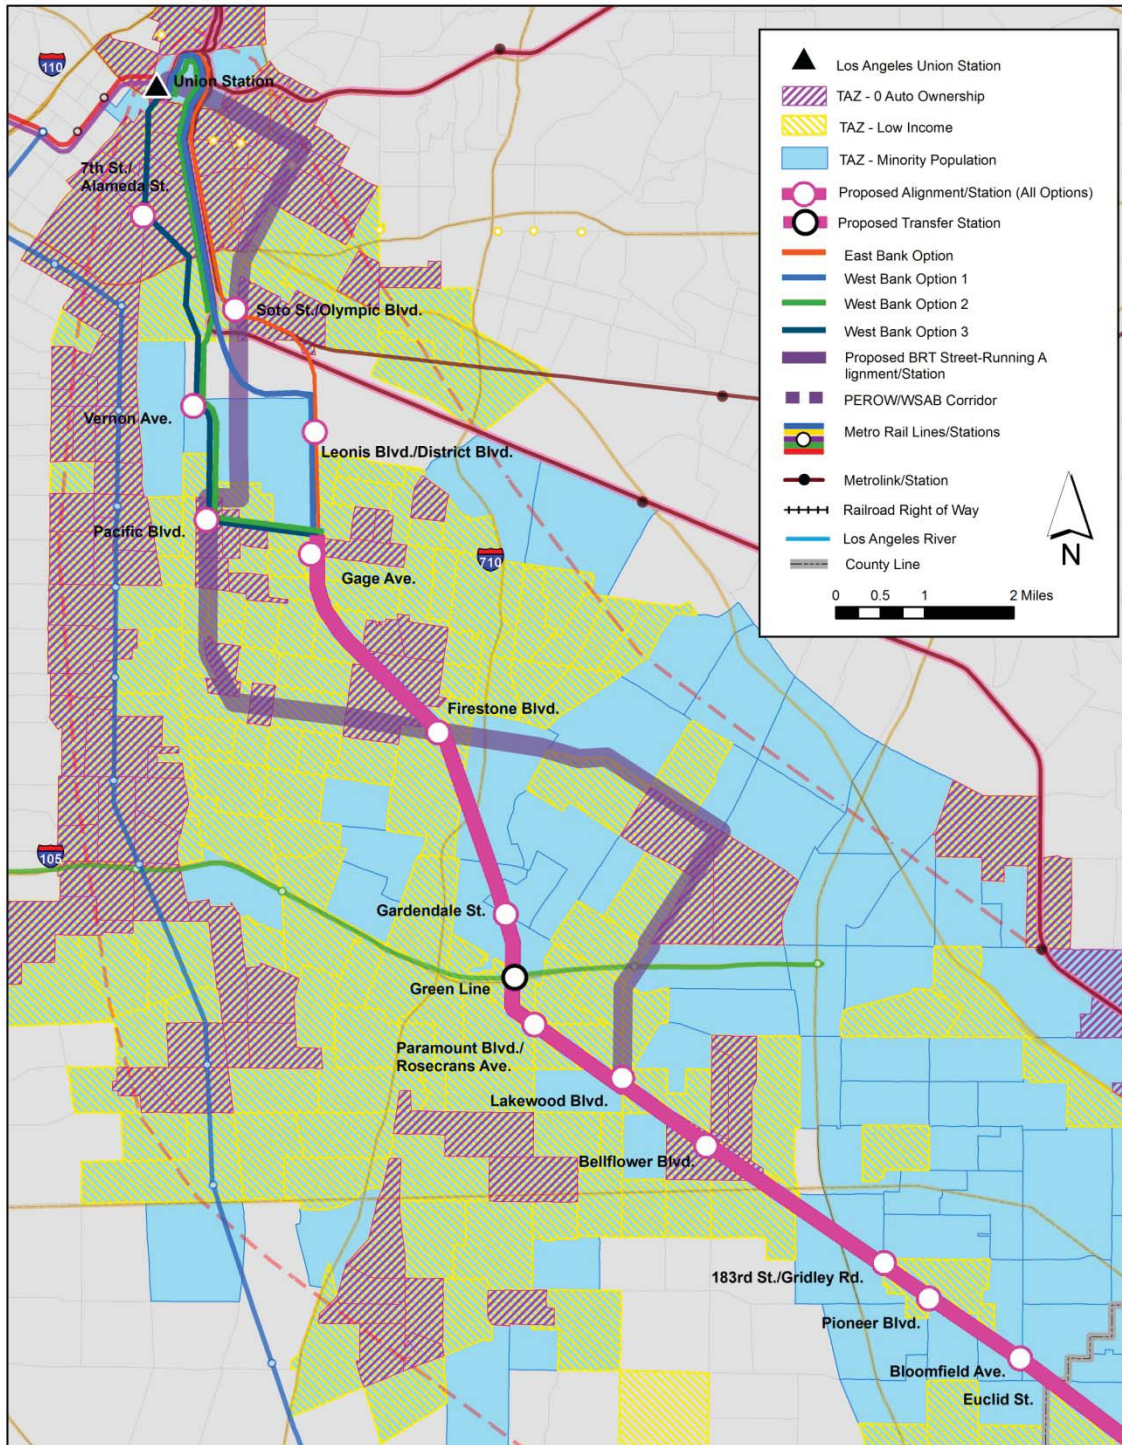 110
Union Station
7th St./
Alameda St.
Soto St./Olympic Blvd.
Vernon Ave.
Leonis Blvd./District Blvd.
Pacific Blvd.
Gage Ave.
710
Firestone Blvd.
105
Gardendale St.
Green Line
Paramount Blvd./
Rosecrans Ave.
Lakewood Blvd.
Bellflower Blvd.
183rd St./Gridley Rd.
Pioneer Blvd.
Bloomfield Ave.
Euclid St.
Los Angeles Union Station
TAZ - 0 Auto Ownership
TAZ - Low Income
TAZ - Minority Population
Proposed Alignment/Station (All Options)
Proposed Transfer Station
East Bank Option
West Bank Option 1
West Bank Option 2
West Bank Option 3
Proposed BRT Street-Running A
lignment/Station
PEROW/WSAB Corridor
Metro Rail Lines/Stations
Metrolink/Station
Railroad Right of Way
Los Angeles River
County Line
N
0 0.5 1 2 Miles